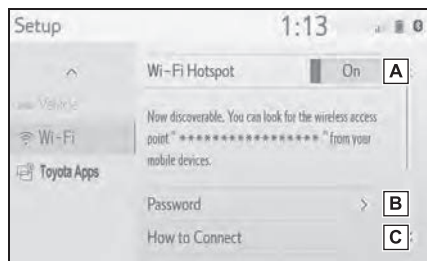 Setup
1:13
Wi-Fi Hotspot
On
A
Vehicle
Now discoverable. You can look for the wireless access
point " ***************** " from your
mobile devices.
Wi-Fi
Toyota Apps
Password
B
How to Connect
C